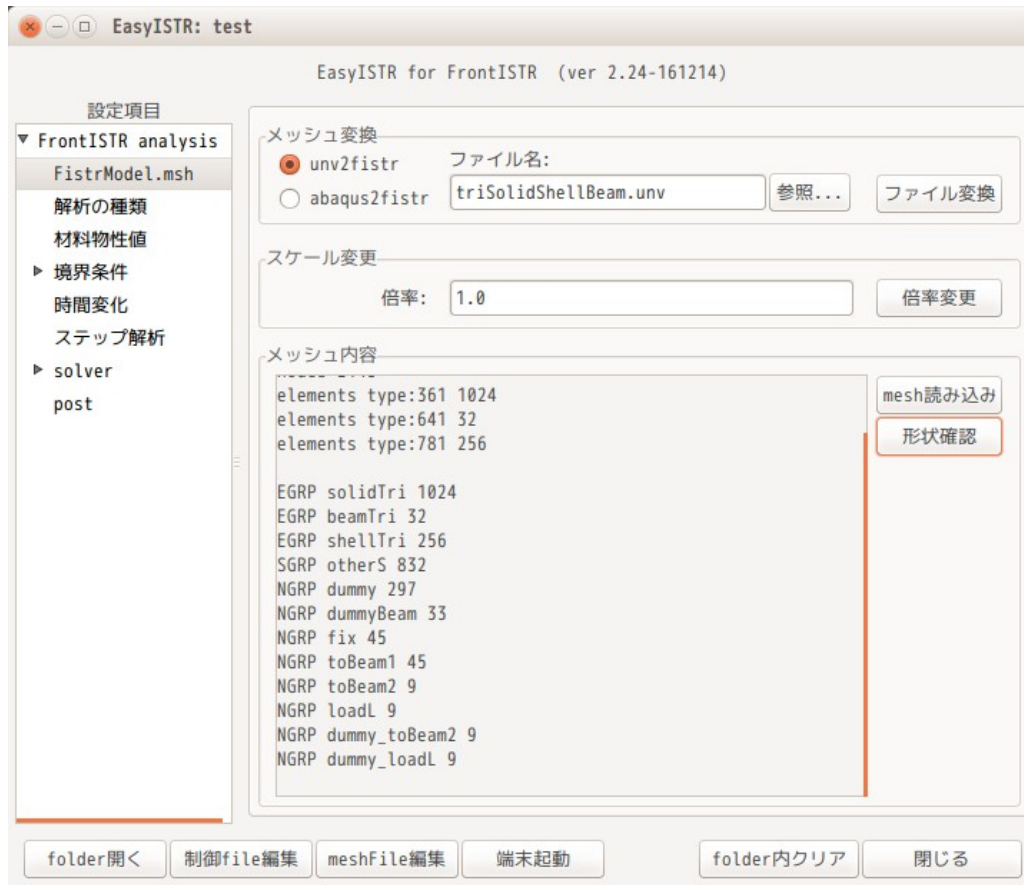 EasyISTR: test
EasyISTR for FrontISTR (ver 2.24-161214)
設定項目
FrontISTR analysis
FistrModel.msh
解析の種類
材料物性値
境界条件
時間変化
ステップ解析
solver
post
メッシュ変換
unv2fistr
abaqus2fistr
ファイル名:
triSolidShellBeam.unv
参照...
ファイル変換
スケール変更
倍率:
1.0
倍率変更
メッシュ内容
elements type:361 1024
elements type:641 32
elements type:781 256
EGRP solidTri 1024
EGRP beamTri 32
EGRP shellTri 256
SGRP otherS 832
NGRP dummy 297
NGRP dummyBeam 33
NGRP fix 45
NGRP toBeam1 45
NGRP toBeam2 9
NGRP loadL 9
NGRP dummy_toBeam2 9
NGRP dummy_loadL 9
mesh読み込み
形状確認
folder開く
制御file編集
meshFile編集
端末起動
folder内クリア
閉じる